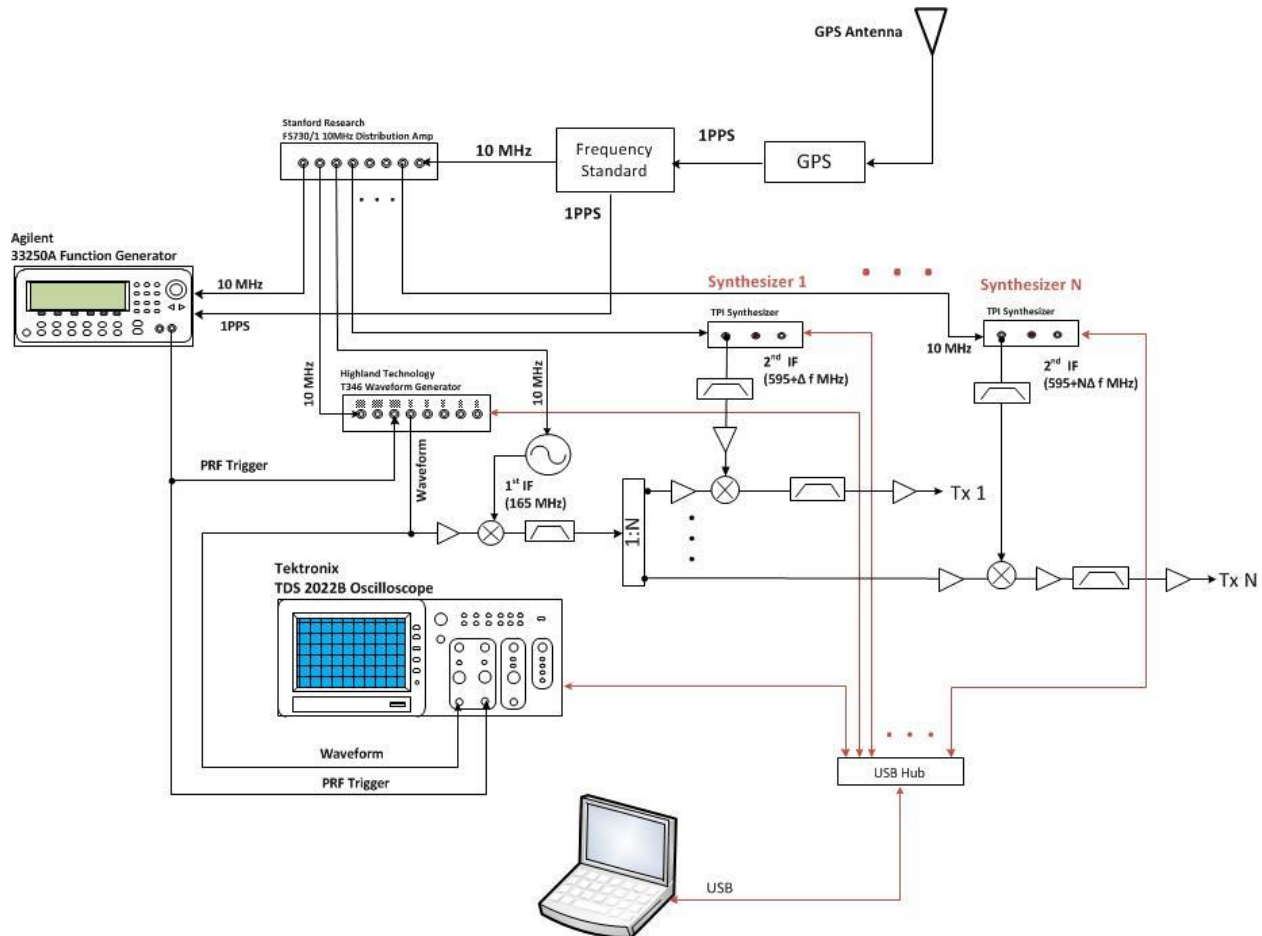 GPS Antenna
Stanford Research
FS730/1 10MHz Distribution Amp
10 MHz
Frequency
Standard
1PPS
GPS
1PPS
. . .
Agilent
33250A Function Generator
10 MHz
1PPS
Synthesizer 1
. . .
Synthesizer N
TPI Synthesizer
TPI Synthesizer
10 MHz
2nd IF
(595+Δ f MHz)
2nd IF
(595+NΔ f MHz)
10 MHz
10 MHz
Highland Technology
T346 Waveform Generator
PRF Trigger
Waveform
1st IF
(165 MHz)
1:N
Tx 1
Tx N
Tektronix
TDS 2022B Oscilloscope
Waveform
PRF Trigger
. . .
USB Hub
USB